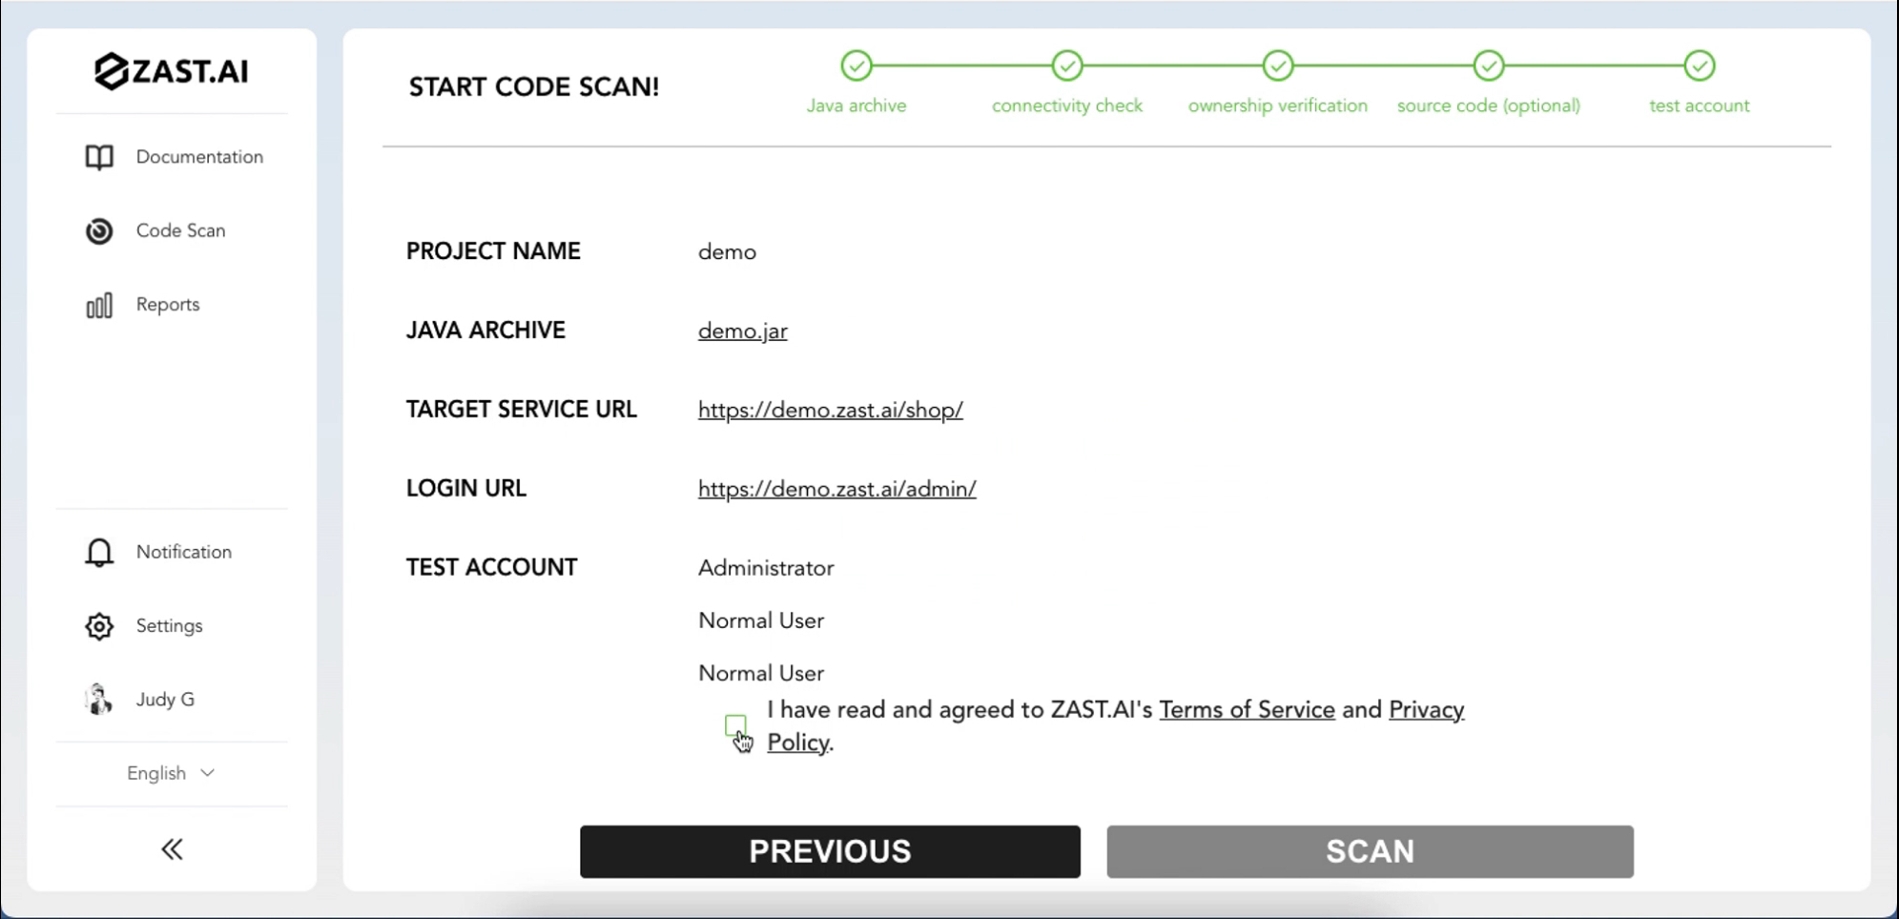 ZAST.AI
Documentation
Code Scan
Reports
Notification
Settings
Judy G
English
START CODE SCAN!
Java archive
connectivity check
ownership verification
source code (optional)
test account
PROJECT NAME
demo
JAVA ARCHIVE
demo.jar
TARGET SERVICE URL
https://demo.zast.ai/shop/
LOGIN URL
https://demo.zast.ai/admin/
TEST ACCOUNT
Administrator
Normal User
Normal User
I have read and agreed to ZAST.AI's Terms of Service and Privacy
Policy.
PREVIOUS
SCAN